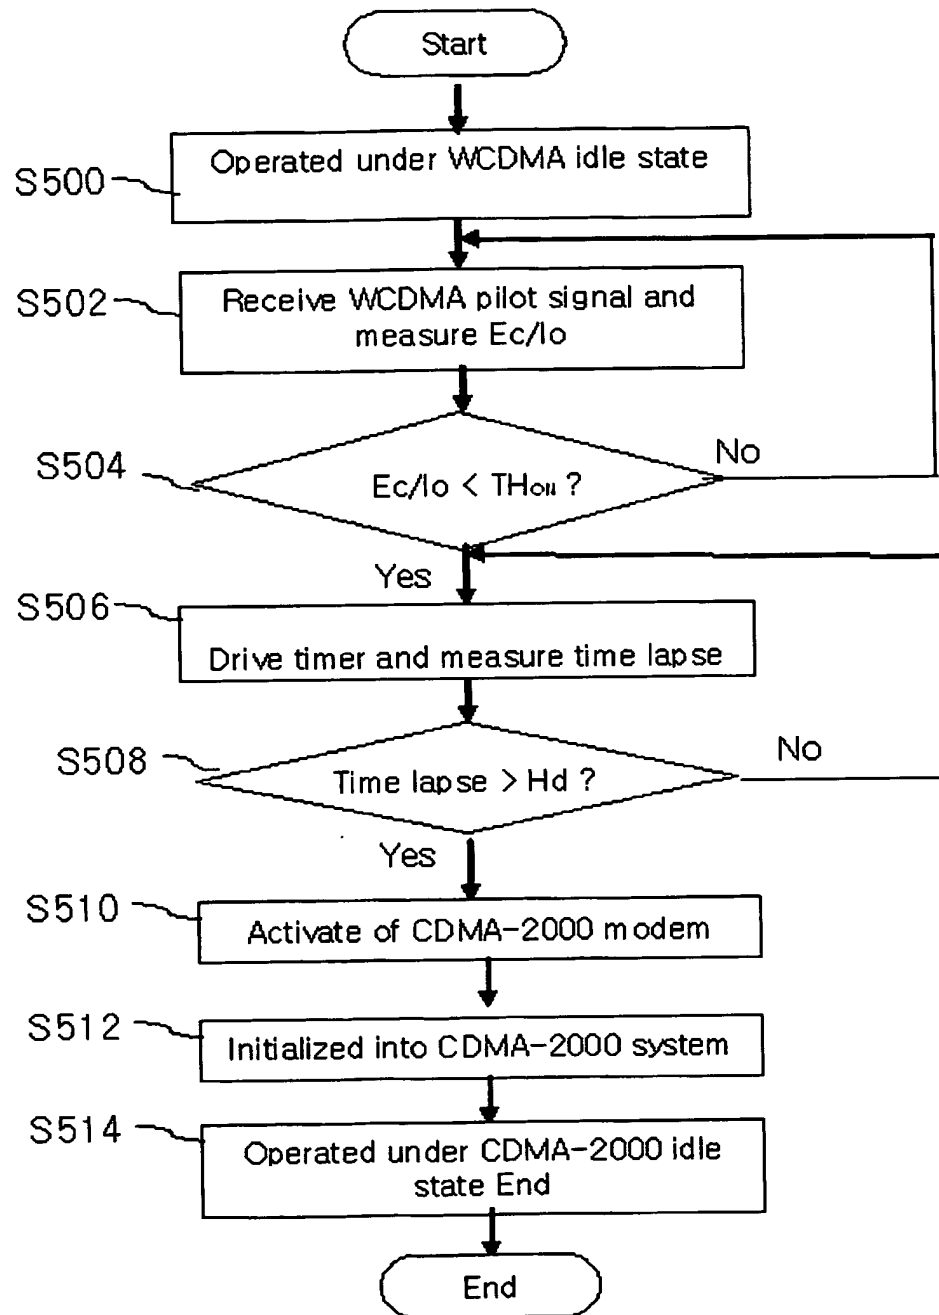 Start
S500
Operated under WCDMA idle state
S502
Receive WCDMA pilot signal and
measure Ec/Io
S504
Ec/Io < THON ?
No
Yes
S506
Drive timer and measure time lapse
S508
Time lapse > Hd ?
No
Yes
S510
Activate of CDMA-2000 modem
S512
Initialized into CDMA-2000 system
S514
Operated under CDMA-2000 idle
state End
End